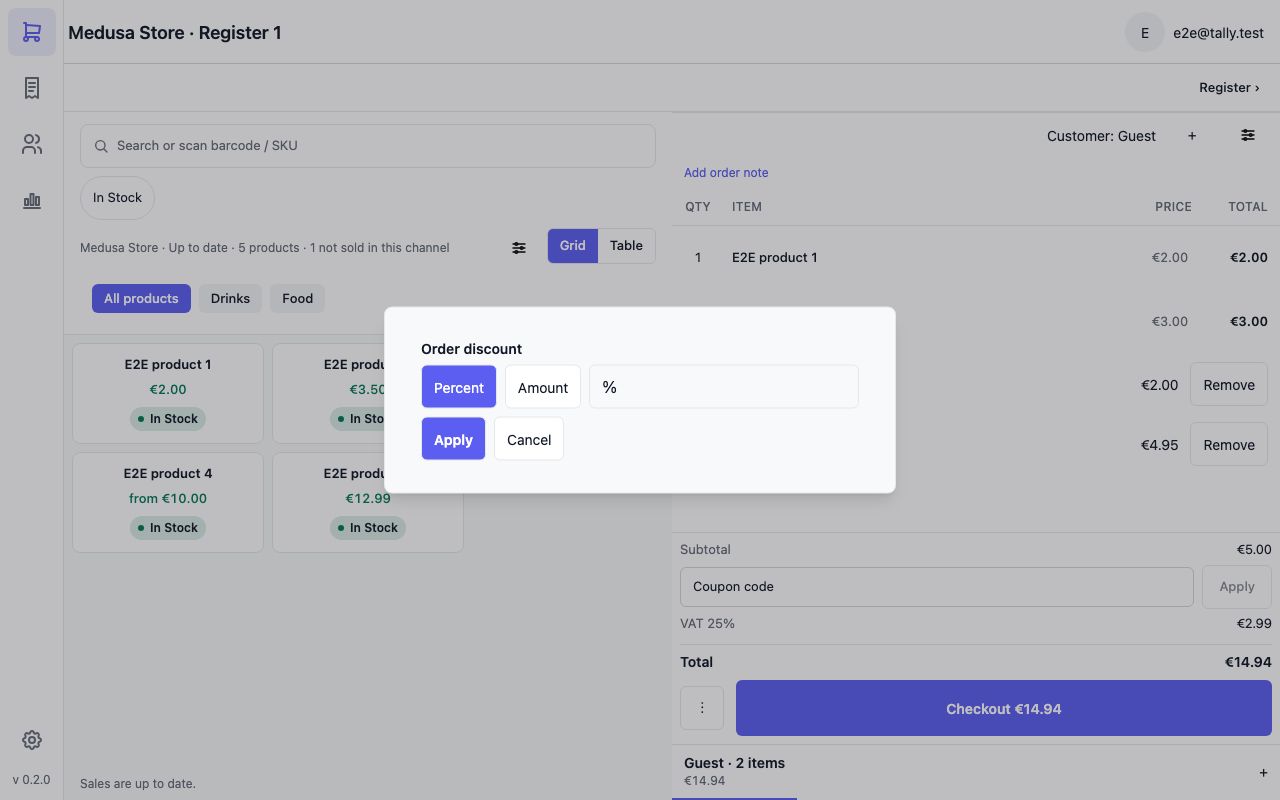 Medusa Store · Register 1
E
e2e@tally.test
Register ›
Search or scan barcode / SKU
In Stock
Medusa Store · Up to date · 5 products · 1 not sold in this channel
Grid
Table
All products
Drinks
Food
E2E product 1
€2.00
In Stock
E2E produ
€3.50
In Sto
E2E product 4
from €10.00
In Stock
E2E produ
€12.99
In Stock
Sales are up to date.
v 0.2.0
Customer: Guest
+
Add order note
QTY ITEM PRICE TOTAL
1 E2E product 1 €2.00 €2.00
€3.00 €3.00
€2.00 Remove
€4.95 Remove
Order discount
Percent
Amount
%
Apply
Cancel
Subtotal €5.00
Coupon code
Apply
VAT 25% €2.99
Total €14.94
⋮
Checkout €14.94
Guest · 2 items
€14.94
+